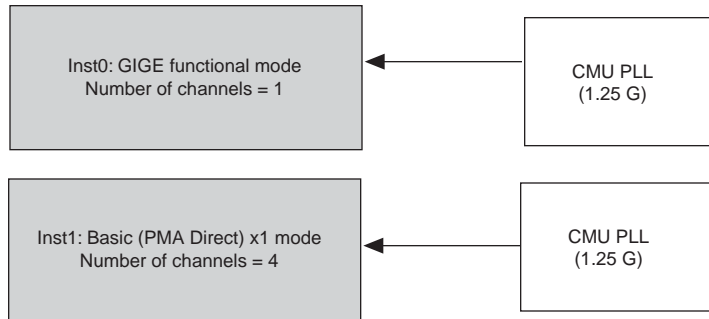 Inst0: GIGE functional mode
Number of channels = 1
CMU PLL
(1.25 G)
Inst1: Basic (PMA Direct) x1 mode
Number of channels = 4
CMU PLL
(1.25 G)